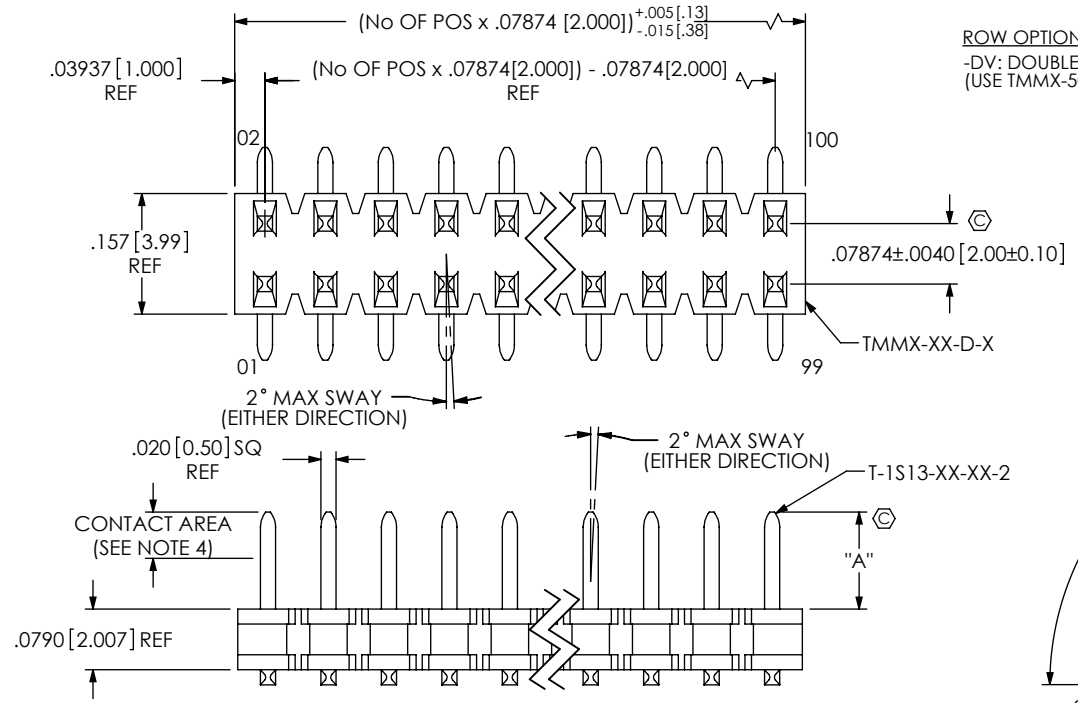 (No OF POS x .07874 [2.000]) +.005[.13]
-.015[.38]
ROW OPTION
-DV: DOUBLE
(USE TMMX-5
.03937 [1.000]
REF
(No OF POS x .07874[2.000]) - .07874[2.000]
REF
02
100
.157 [3.99]
REF
C
.07874±.0040 [2.00±0.10]
TMMX-XX-D-X
01
99
2° MAX SWAY
(EITHER DIRECTION)
.020 [0.50] SQ
REF
2° MAX SWAY
(EITHER DIRECTION)
T-1S13-XX-XX-2
CONTACT AREA
(SEE NOTE 4)
C
"A"
.0790 [2.007] REF